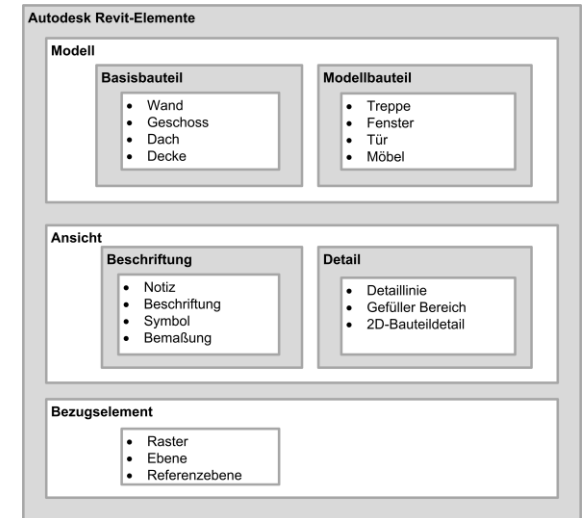 Autodesk Revit-Elemente
Modell
Basisbauteil
• Wand
• Geschoss
• Dach
• Decke
Modellbauteil
• Treppe
• Fenster
• Tür
• Möbel
Ansicht
Beschriftung
• Notiz
• Beschriftung
• Symbol
• Bemaßung
Detail
• Detaillinie
• Gefüller Bereich
• 2D-Bauteildetail
Bezugselement
• Raster
• Ebene
• Referenzebene